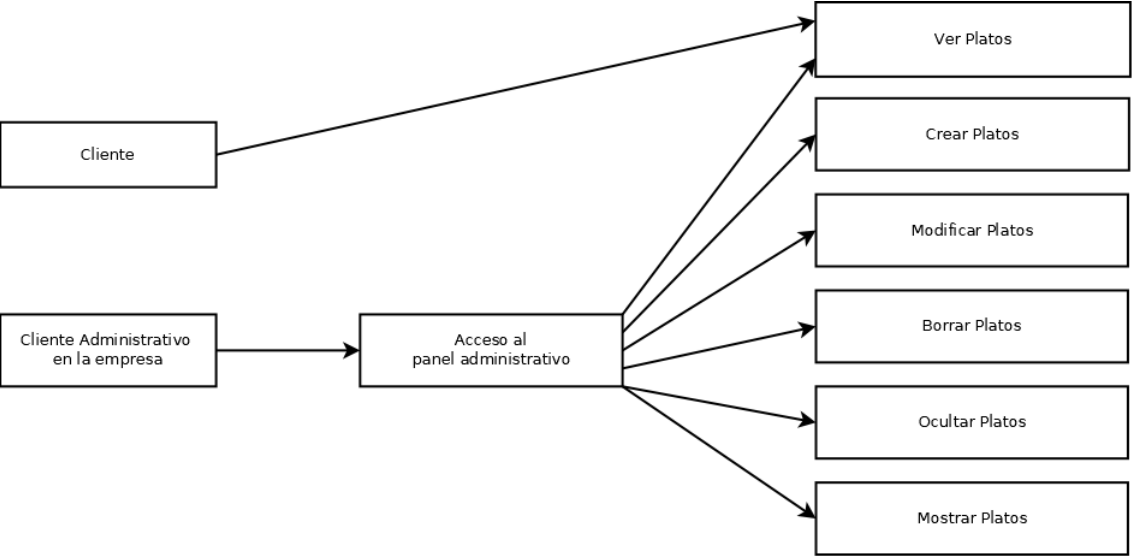 Ver Platos
Crear Platos
Cliente
Modificar Platos
Cliente Administrativo
en la empresa
Acceso al
panel administrativo
Borrar Platos
Ocultar Platos
Mostrar Platos